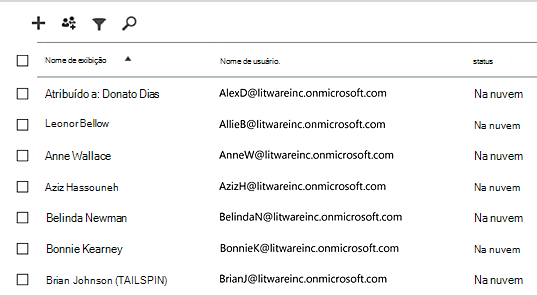 Nome de exibição Nome de usuário. status
Atribuído a: Donato Dias AlexD@litwareinc.onmicrosoft.com Na nuvem
Leonor Bellow AllieB@litwareinc.onmicrosoft.com Na nuvem
Anne Wallace AnneW@litwareinc.onmicrosoft.com Na nuvem
Aziz Hassouneh AzizH@litwareinc.onmicrosoft.com Na nuvem
Belinda Newman BelindaN@litwareinc.onmicrosoft.com Na nuvem
Bonnie Kearney BonnieK@litwareinc.onmicrosoft.com Na nuvem
Brian Johnson (TAILSPIN) BrianJ@litwareinc.onmicrosoft.com Na nuvem